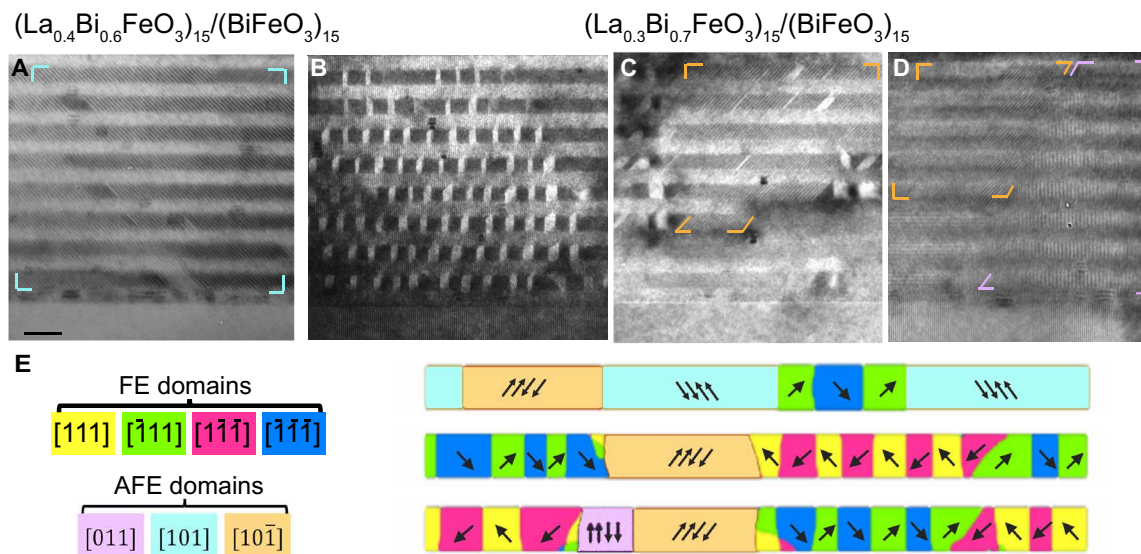 (La₀.₄Bi₀.₆FeO₃)₁₅/(BiFeO₃)₁₅
(La₀.₃Bi₀.₇FeO₃)₁₅/(BiFeO₃)₁₅
A
B
C
D
E
FE domains
[111] [1̄11] [11̄1̄] [1̄1̄1̄]
AFE domains
[011] [101] [101̄]